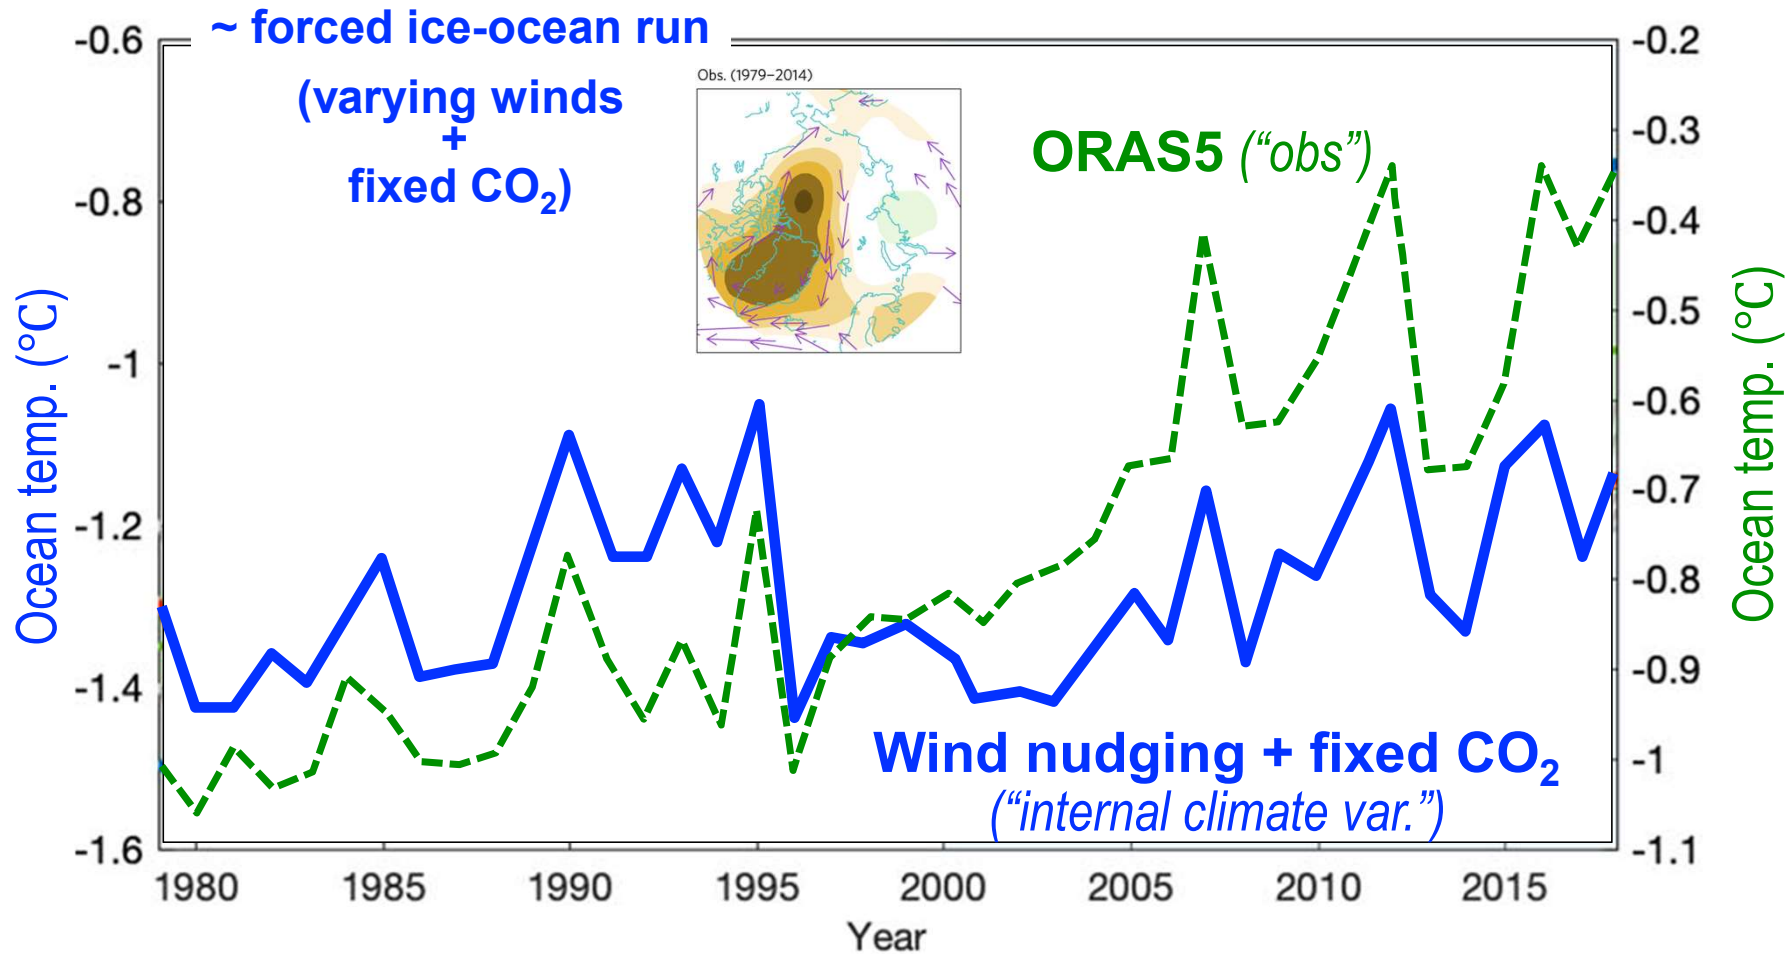 ~ forced ice-ocean run
(varying winds
+
fixed CO₂)
Obs. (1979–2014)
ORAS5 (“obs”)
Wind nudging + fixed CO₂
(“internal climate var.”)
Ocean temp. (°C)
-0.6
-0.8
-1
-1.2
-1.4
-1.6
Ocean temp. (°C)
-0.2
-0.3
-0.4
-0.5
-0.6
-0.7
-0.8
-0.9
-1
-1.1
1980 1985 1990 1995 2000 2005 2010 2015
Year